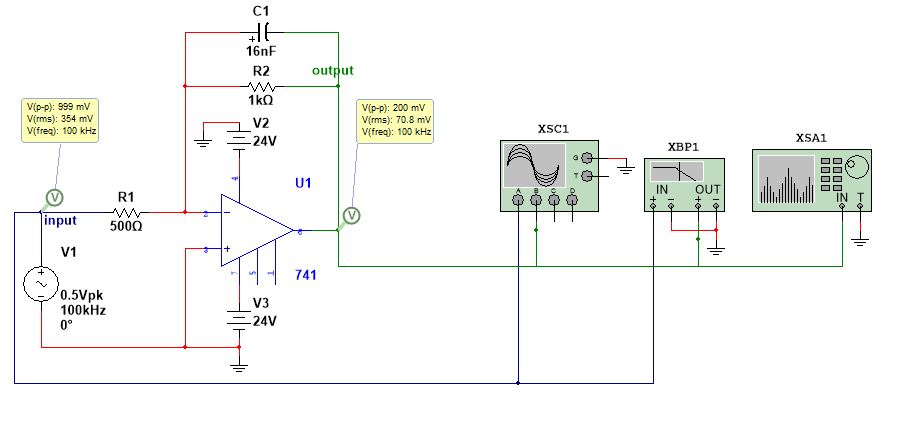 C1
+
16nF
R2
output
1kΩ
V(p-p): 999 mV
V(rms): 354 mV
V(freq): 100 kHz
V(p-p): 200 mV
V(rms): 70.8 mV
V(freq): 100 kHz
V2
24V
4
XSC1
G
T
A B C D
XBP1
IN OUT
+ − + −
XSA1
IN T
V
input
R1
500Ω
U1
2 −
3 +
6
V
7 5 1
741
V1
+
0.5Vpk
100kHz
0°
V3
24V